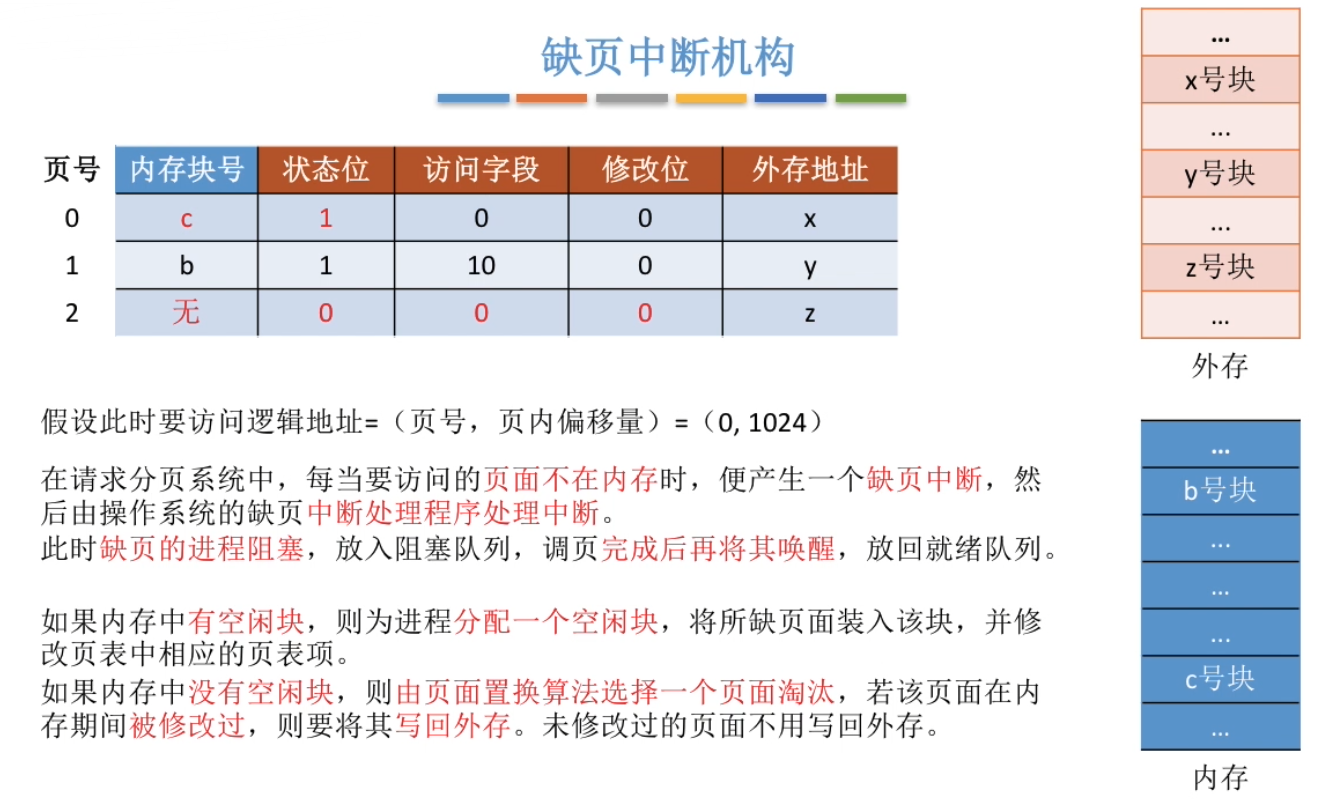 缺页中断机构
页号 内存块号 状态位 访问字段 修改位 外存地址
0 c 1 0 0 x
1 b 1 10 0 y
2 无 0 0 0 z
假设此时要访问逻辑地址=（页号，页内偏移量）=（0, 1024）
在请求分页系统中，每当要访问的页面不在内存时，便产生一个缺页中断，然
后由操作系统的缺页中断处理程序处理中断。
此时缺页的进程阻塞，放入阻塞队列，调页完成后再将其唤醒，放回就绪队列。
如果内存中有空闲块，则为进程分配一个空闲块，将所缺页面装入该块，并修
改页表中相应的页表项。
如果内存中没有空闲块，则由页面置换算法选择一个页面淘汰，若该页面在内
存期间被修改过，则要将其写回外存。未修改过的页面不用写回外存。
...
x号块
...
y号块
...
z号块
...
外存
...
b号块
...
...
...
c号块
...
内存